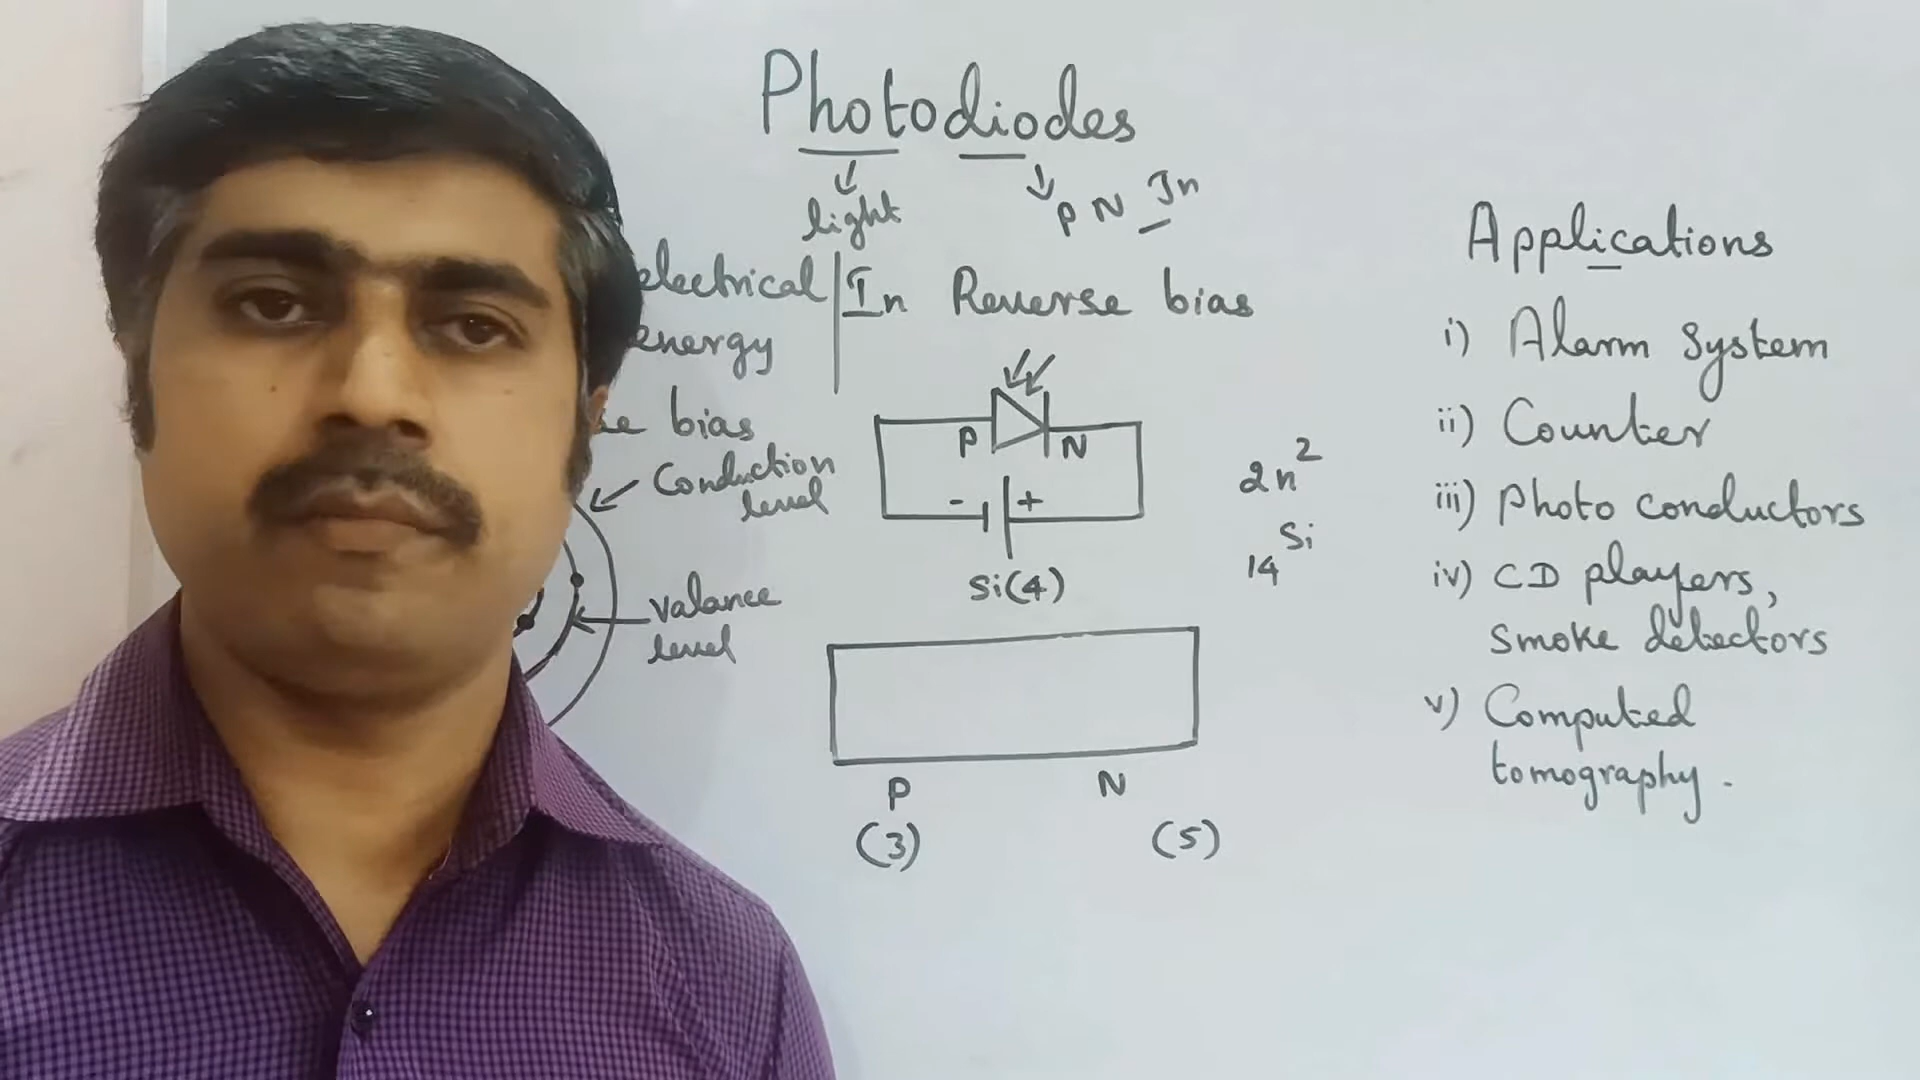 Photodiodes
light
P N Jn
electrical
energy
bias
Conduction
level
valance
level
In Reverse bias
P N
- +
Si(4)
P N
(3) (5)
2n²
14 Si
Applications
i) Alarm System
ii) Counter
iii) Photo conductors
iv) CD players,
Smoke detectors
v) Computed
tomography.